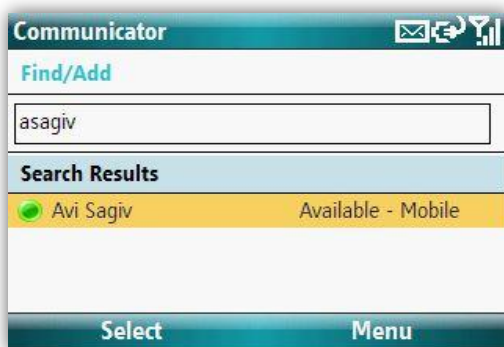 Communicator
Find/Add
asagiv
Search Results
Avi Sagiv Available - Mobile
Select Menu